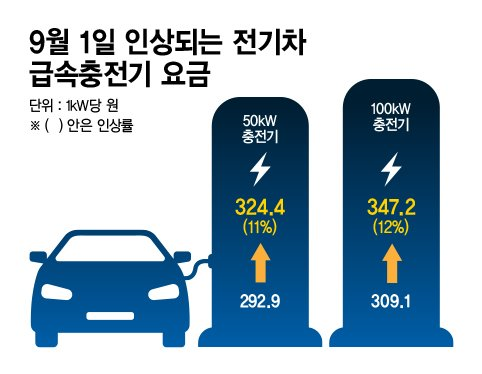 9월 1일 인상되는 전기차
급속충전기 요금
단위 : 1kW당 원
※ ( ) 안은 인상률
50kW
충전기
324.4
(11%)
292.9
100kW
충전기
347.2
(12%)
309.1